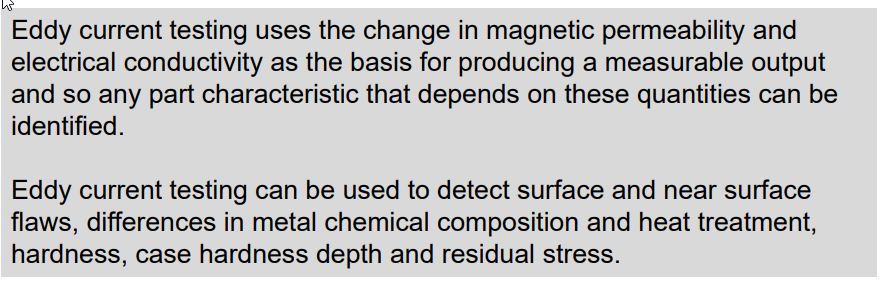 Eddy current testing uses the change in magnetic permeability and
electrical conductivity as the basis for producing a measurable output
and so any part characteristic that depends on these quantities can be
identified.
Eddy current testing can be used to detect surface and near surface
flaws, differences in metal chemical composition and heat treatment,
hardness, case hardness depth and residual stress.